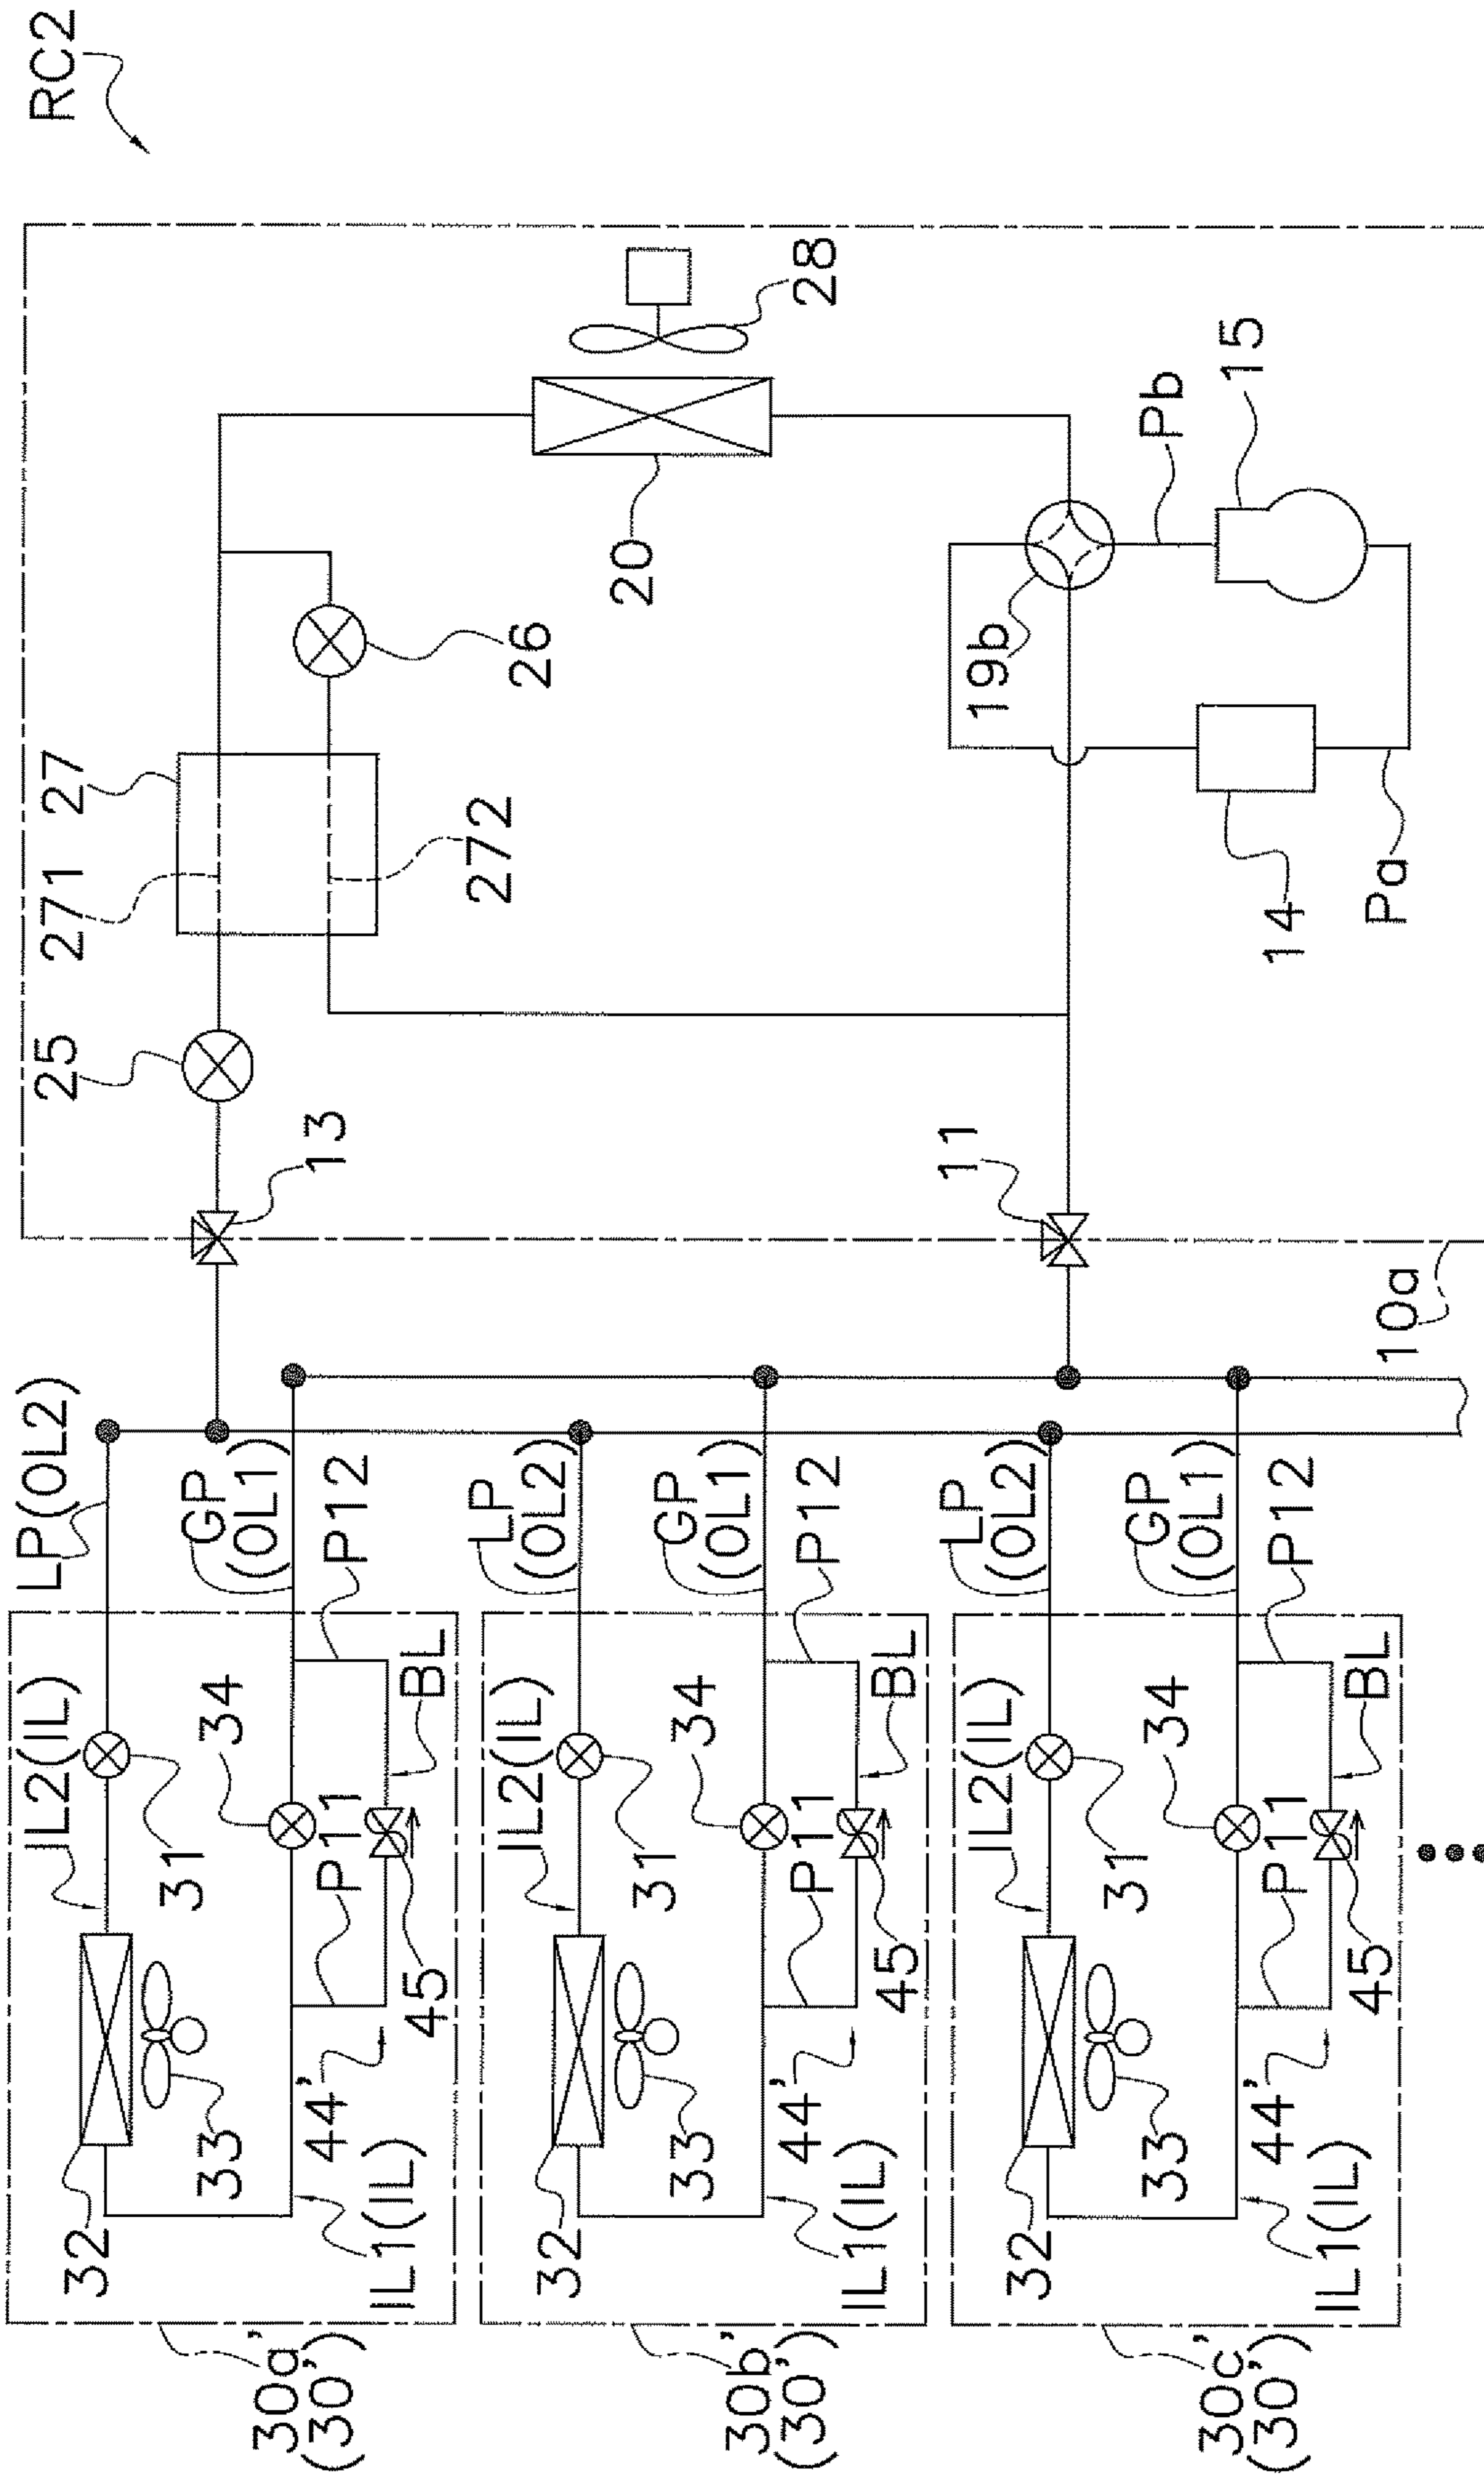 RC2
28
15
Pb
20
26
19b
27
271
272
14
Pa
25
13
11
10a
LP(OL2)
GP
(OL1)
P12
LP
(OL2)
GP
(OL1)
P12
LP
(OL2)
GP
(OL1)
P12
IL2(IL)
34
BL
31
P11
45
33
44'
32
IL1(IL)
30a'
(30')
IL2(IL)
34
BL
31
P11
45
33
44'
32
IL1(IL)
30b'
(30')
IL2(IL)
34
BL
31
P11
45
33
44'
32
IL1(IL)
30c'
(30')